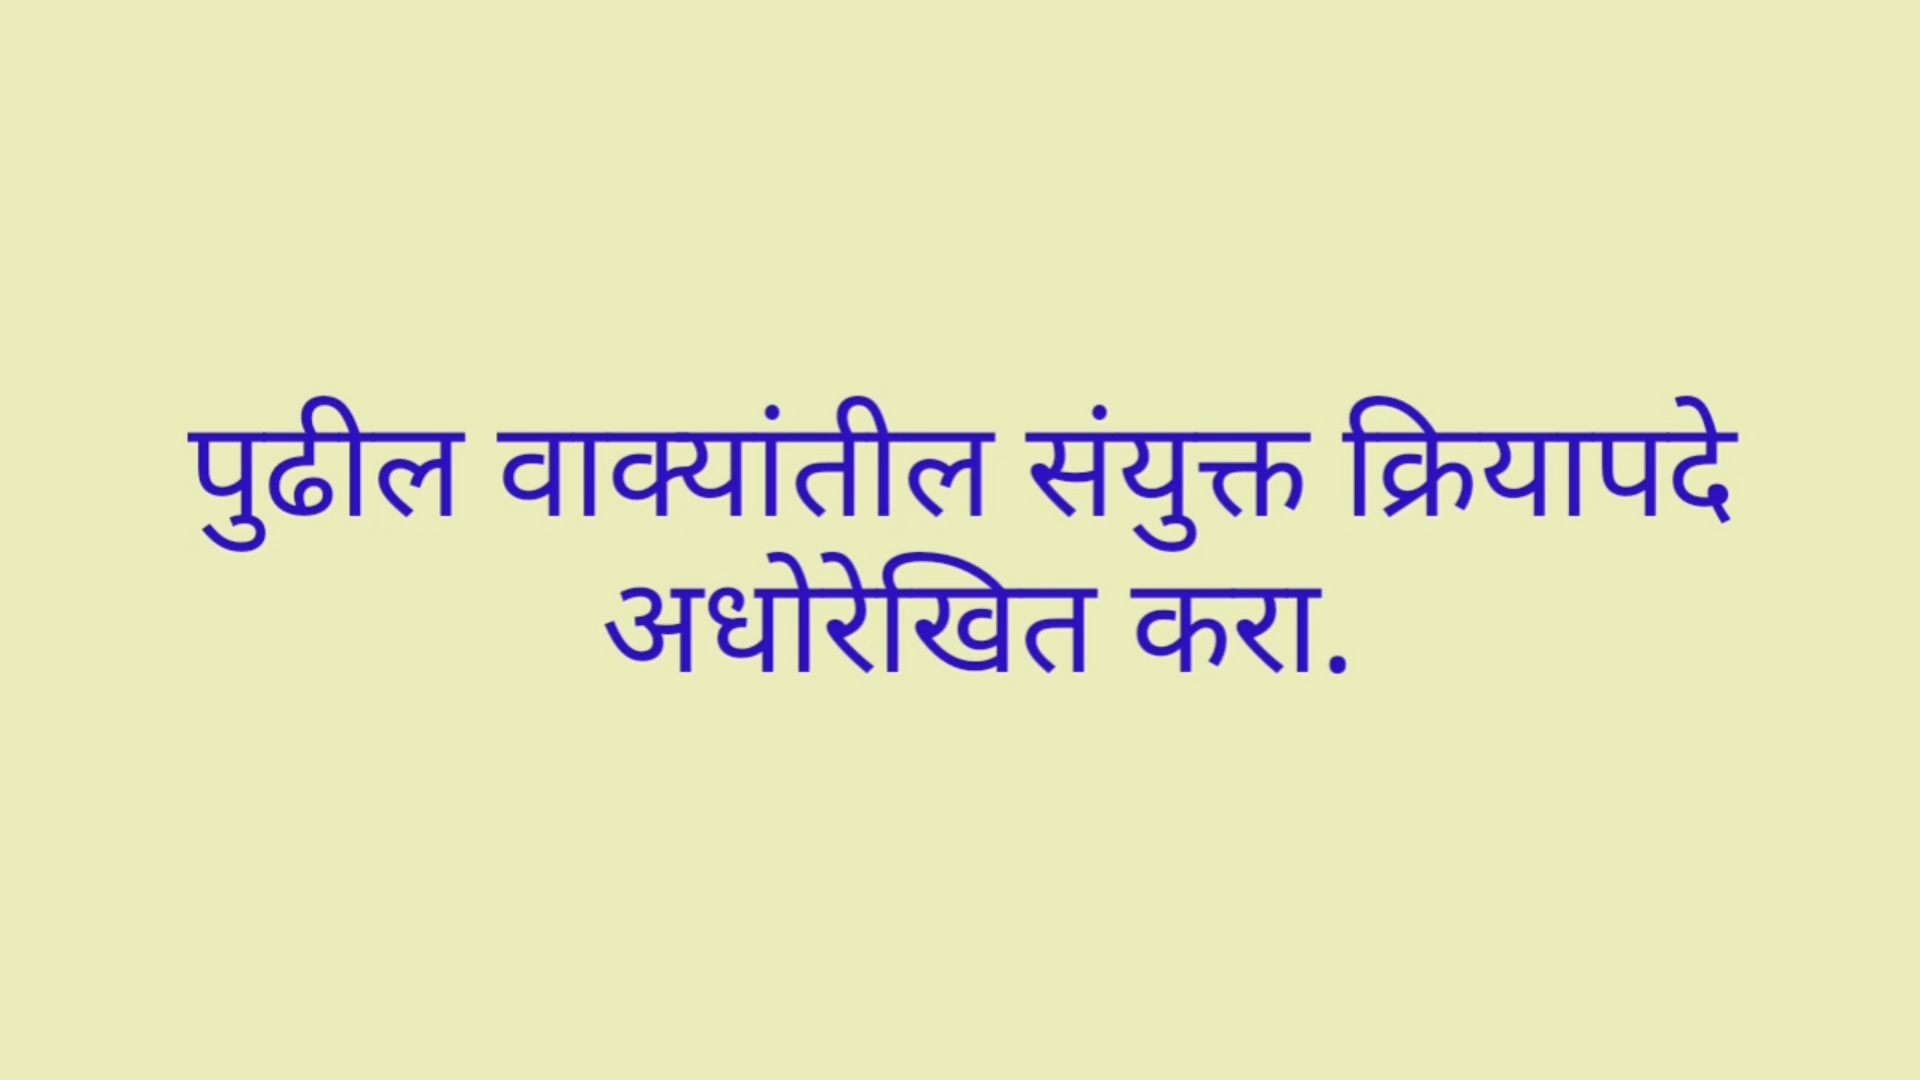 पुढील वाक्यांतील संयुक्त क्रियापदे
अधोरेखित करा.